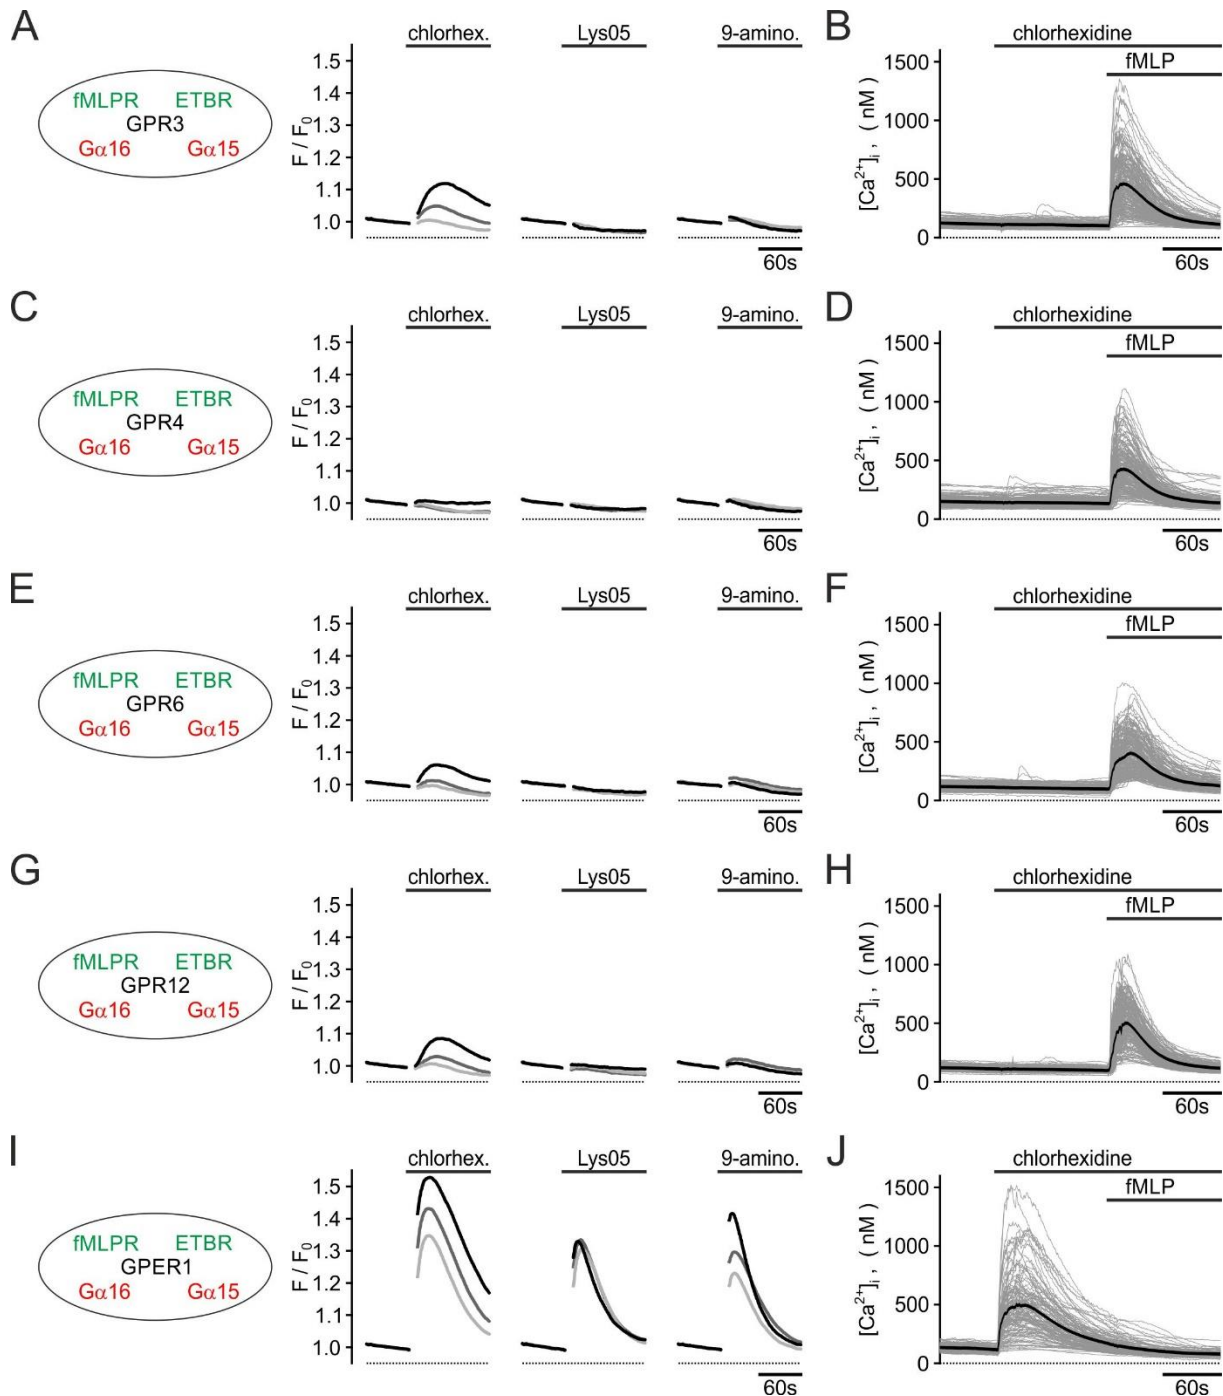 A
fMLPR ETBR
GPR3
Gα16 Gα15
F / F0
1.5
1.4
1.3
1.2
1.1
1.0
chlorhex. Lys05 9-amino.
60s
B
chlorhexidine
fMLP
[Ca2+]i , ( nM )
1500
1000
500
0
60s
C
fMLPR ETBR
GPR4
Gα16 Gα15
F / F0
1.5
1.4
1.3
1.2
1.1
1.0
chlorhex. Lys05 9-amino.
60s
D
chlorhexidine
fMLP
[Ca2+]i , ( nM )
1500
1000
500
0
60s
E
fMLPR ETBR
GPR6
Gα16 Gα15
F / F0
1.5
1.4
1.3
1.2
1.1
1.0
chlorhex. Lys05 9-amino.
60s
F
chlorhexidine
fMLP
[Ca2+]i , ( nM )
1500
1000
500
0
60s
G
fMLPR ETBR
GPR12
Gα16 Gα15
F / F0
1.5
1.4
1.3
1.2
1.1
1.0
chlorhex. Lys05 9-amino.
60s
H
chlorhexidine
fMLP
[Ca2+]i , ( nM )
1500
1000
500
0
60s
I
fMLPR ETBR
GPER1
Gα16 Gα15
F / F0
1.5
1.4
1.3
1.2
1.1
1.0
chlorhex. Lys05 9-amino.
60s
J
chlorhexidine
fMLP
[Ca2+]i , ( nM )
1500
1000
500
0
60s